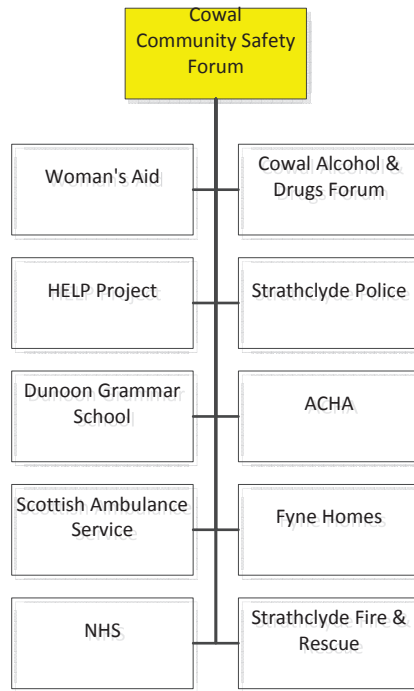 Cowal
Community Safety
Forum
Woman's Aid
Cowal Alcohol &
Drugs Forum
HELP Project
Strathclyde Police
Dunoon Grammar
School
ACHA
Scottish Ambulance
Service
Fyne Homes
NHS
Strathclyde Fire &
Rescue